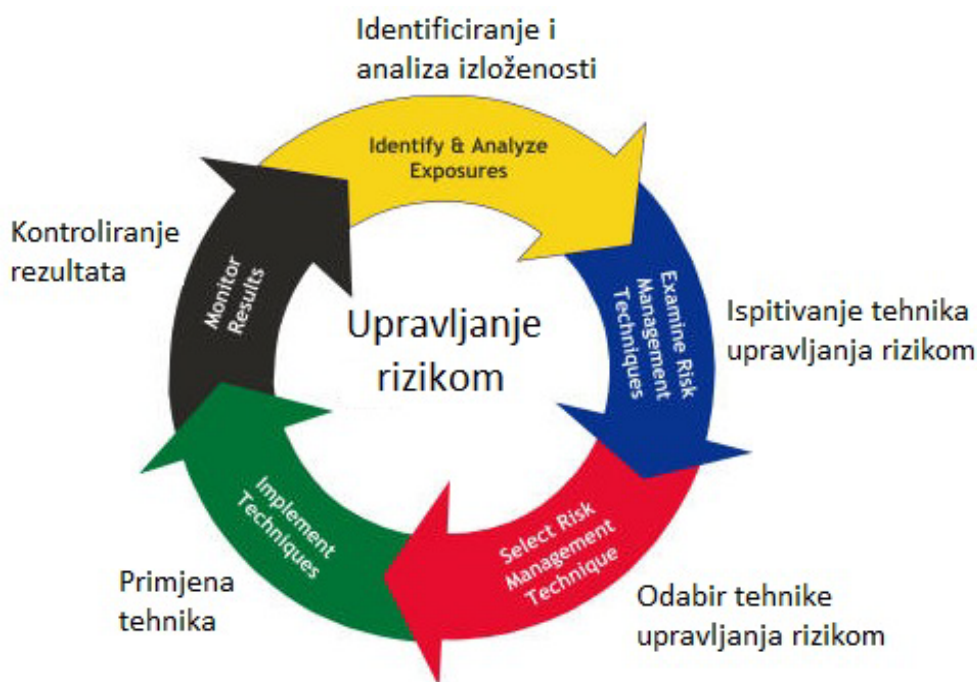 Identificiranje i
analiza izloženosti
Identify & Analyze
Exposures
Examine Risk
Management
Techniques
Ispitivanje tehnika
upravljanja rizikom
Select Risk
Management
Technique
Odabir tehnike
upravljanja rizikom
Implement
Techniques
Primjena
tehnika
Monitor
Results
Kontroliranje
rezultata
Upravljanje
rizikom